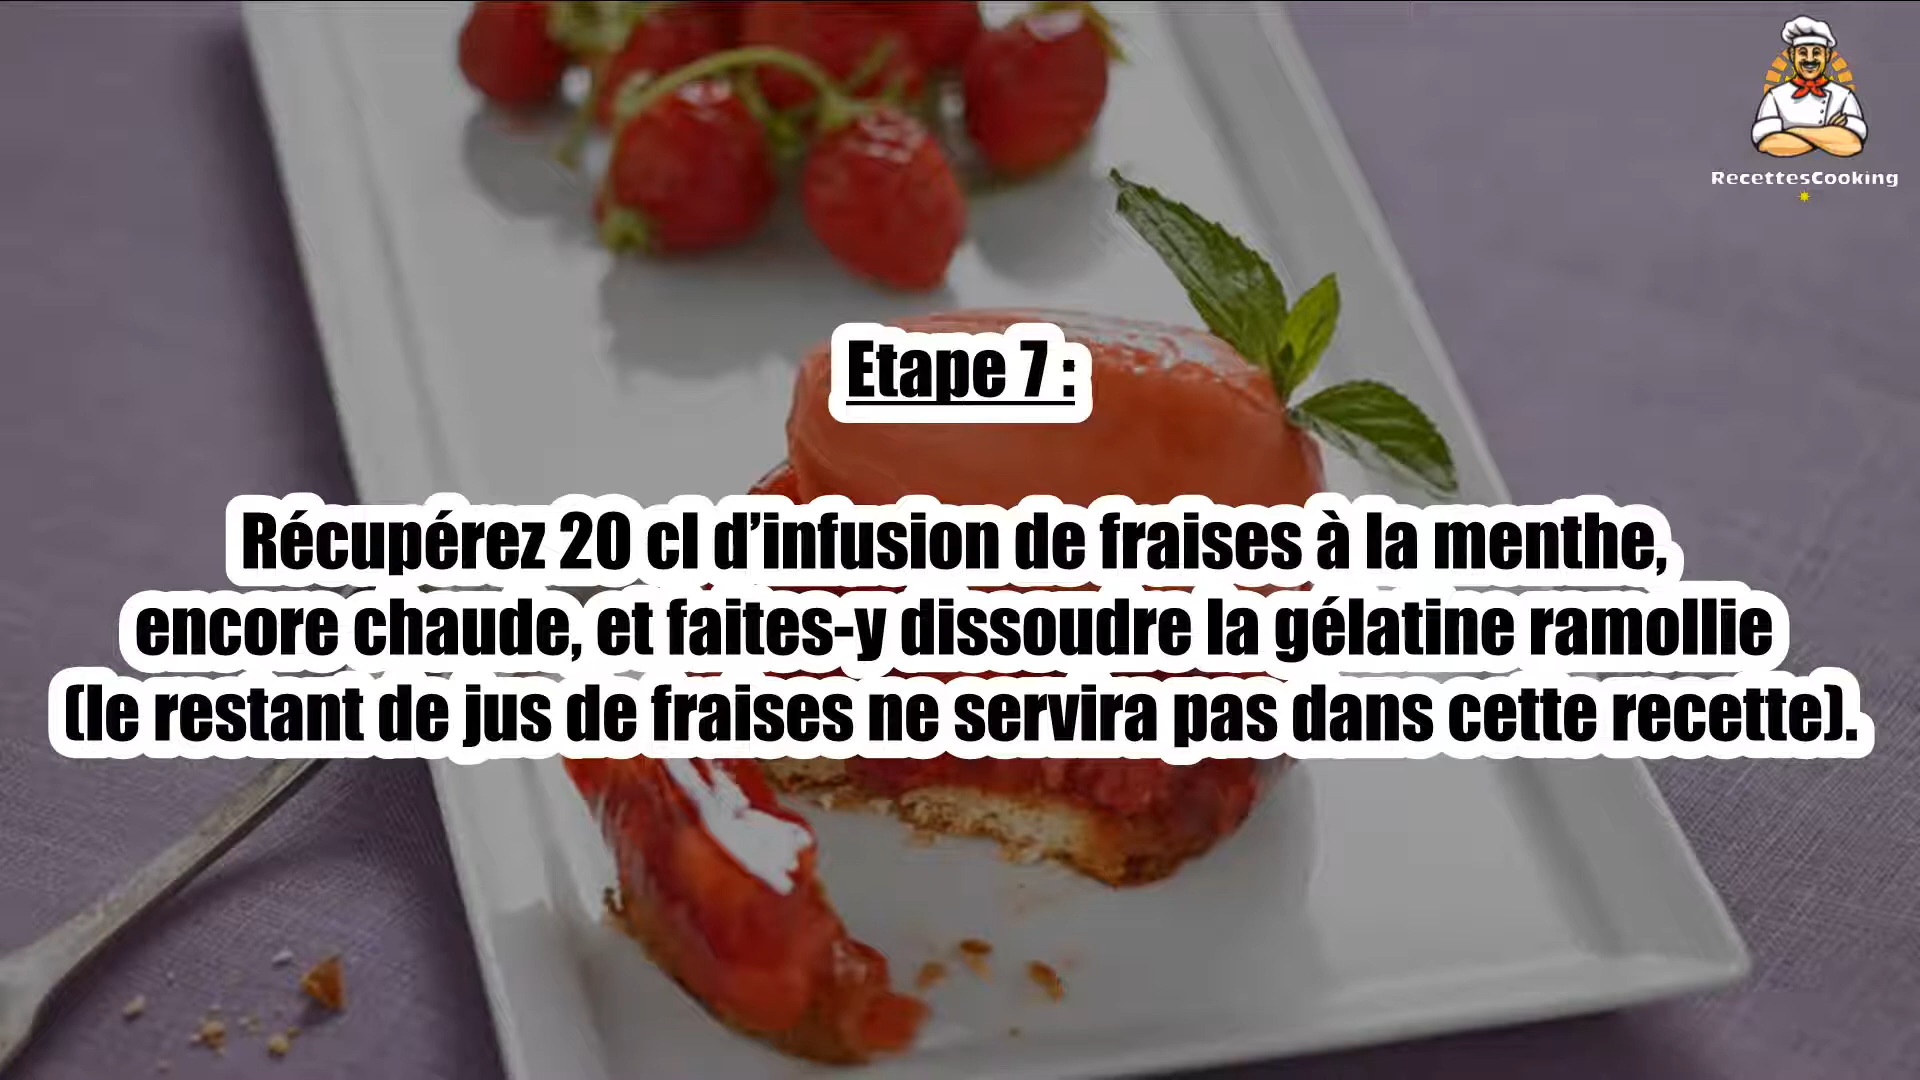 RecettesCooking
Etape 7 :
Récupérez 20 cl d’infusion de fraises à la menthe,
encore chaude, et faites-y dissoudre la gélatine ramollie
(le restant de jus de fraises ne servira pas dans cette recette).